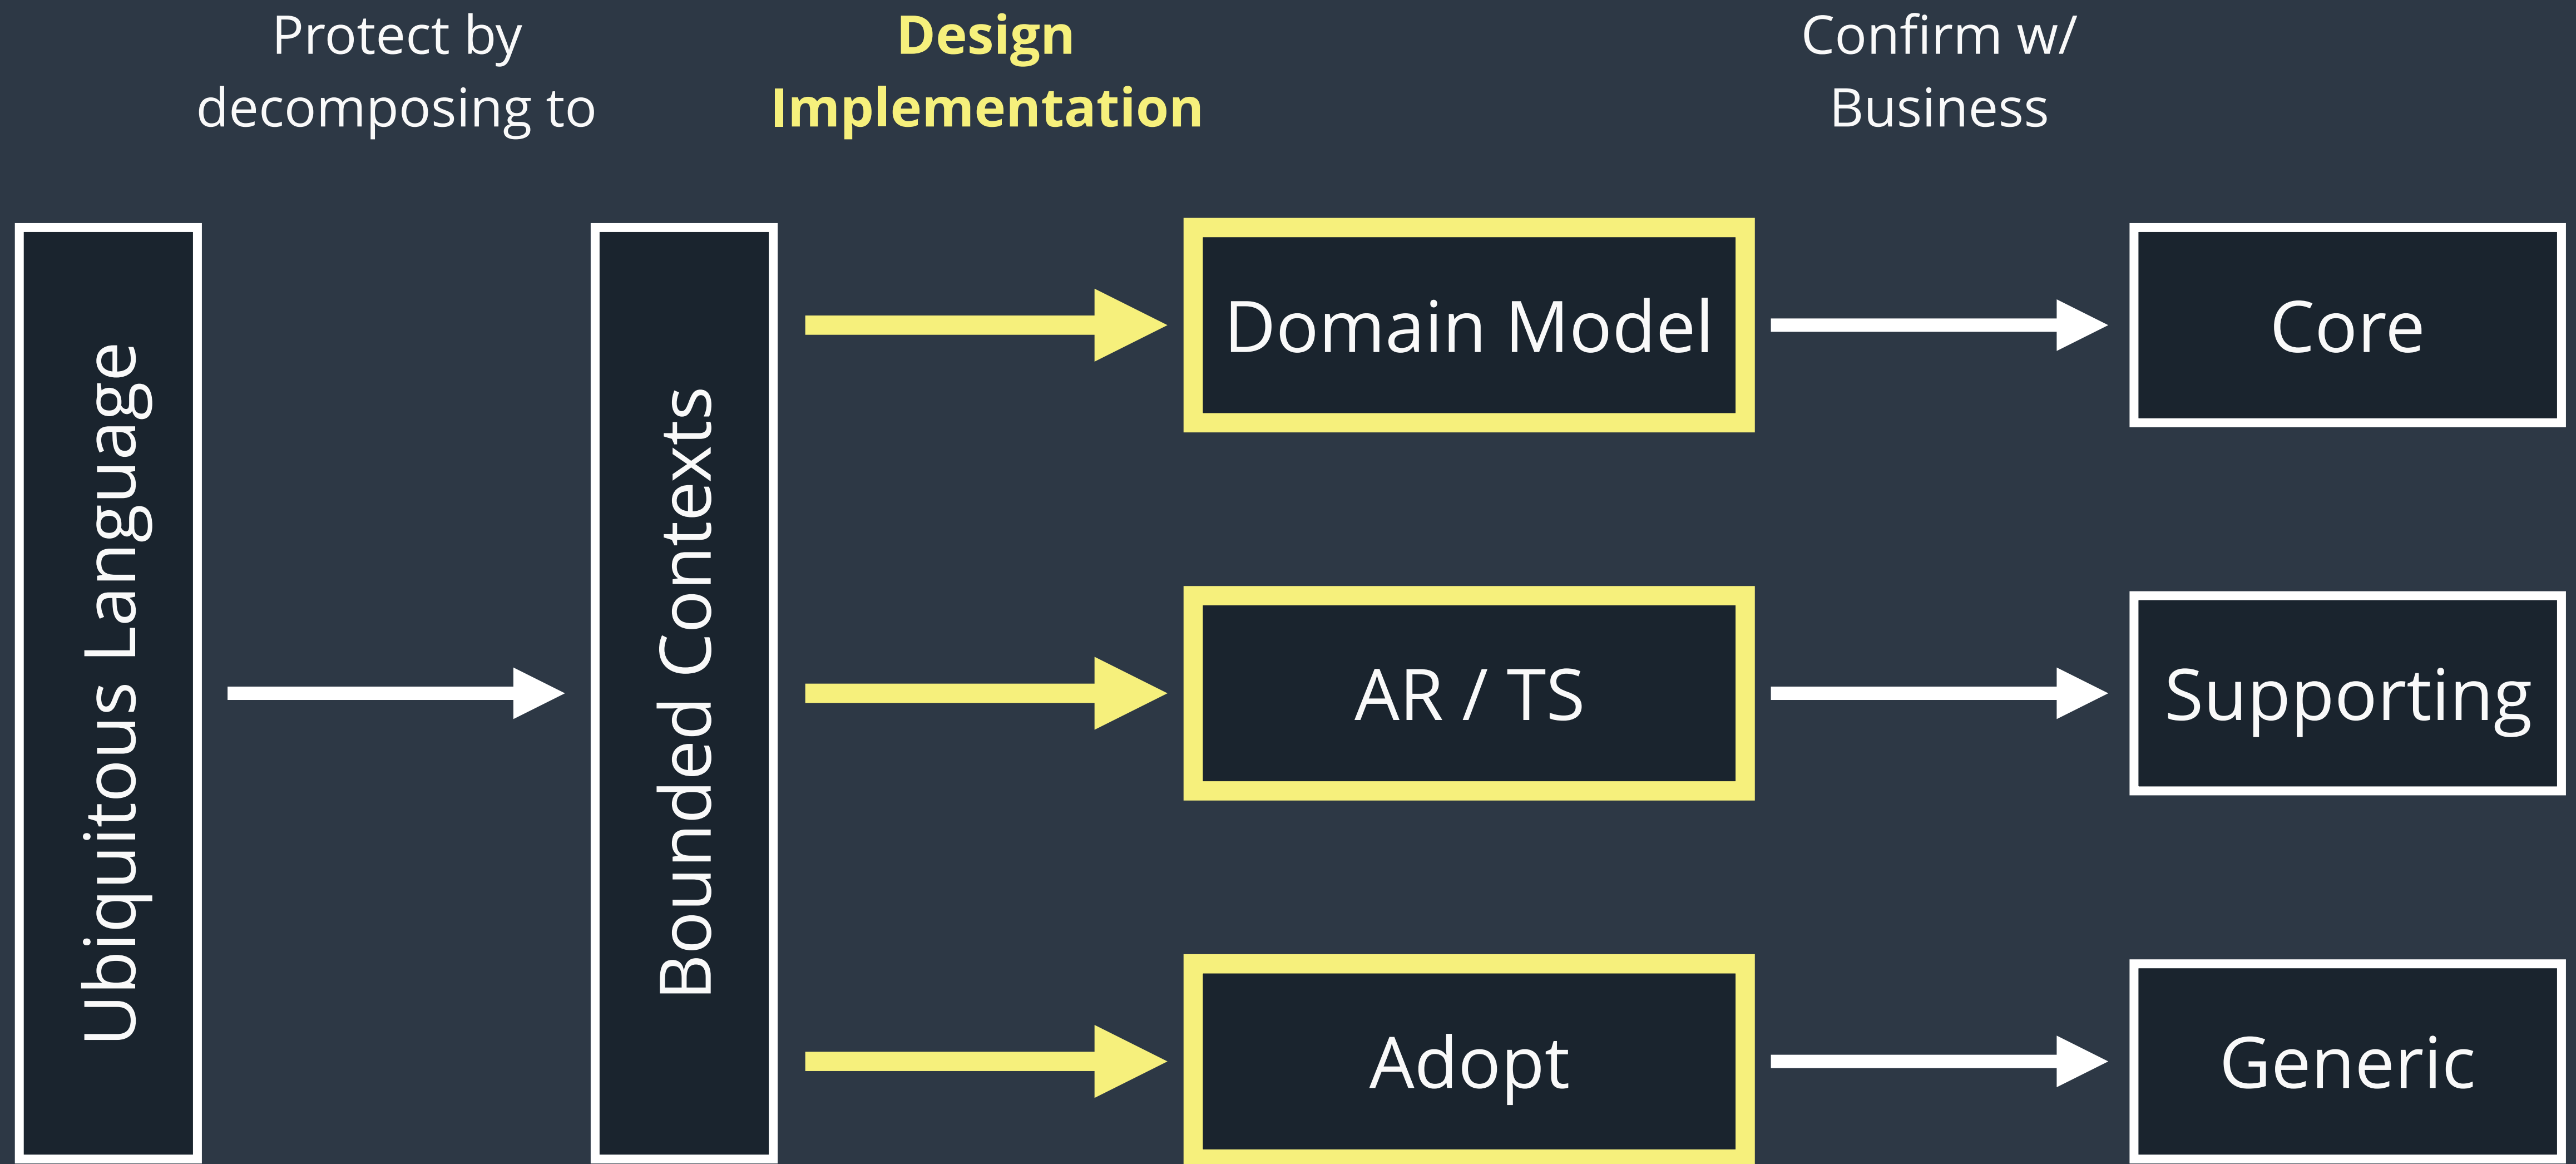 Protect by
decomposing to
Design
Implementation
Confirm w/
Business
Ubiquitous Language
Bounded Contexts
Domain Model
Core
AR / TS
Supporting
Adopt
Generic